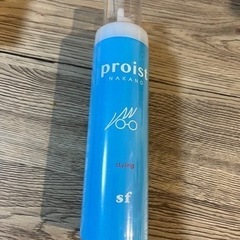 proist
NAKANO
styling
sf